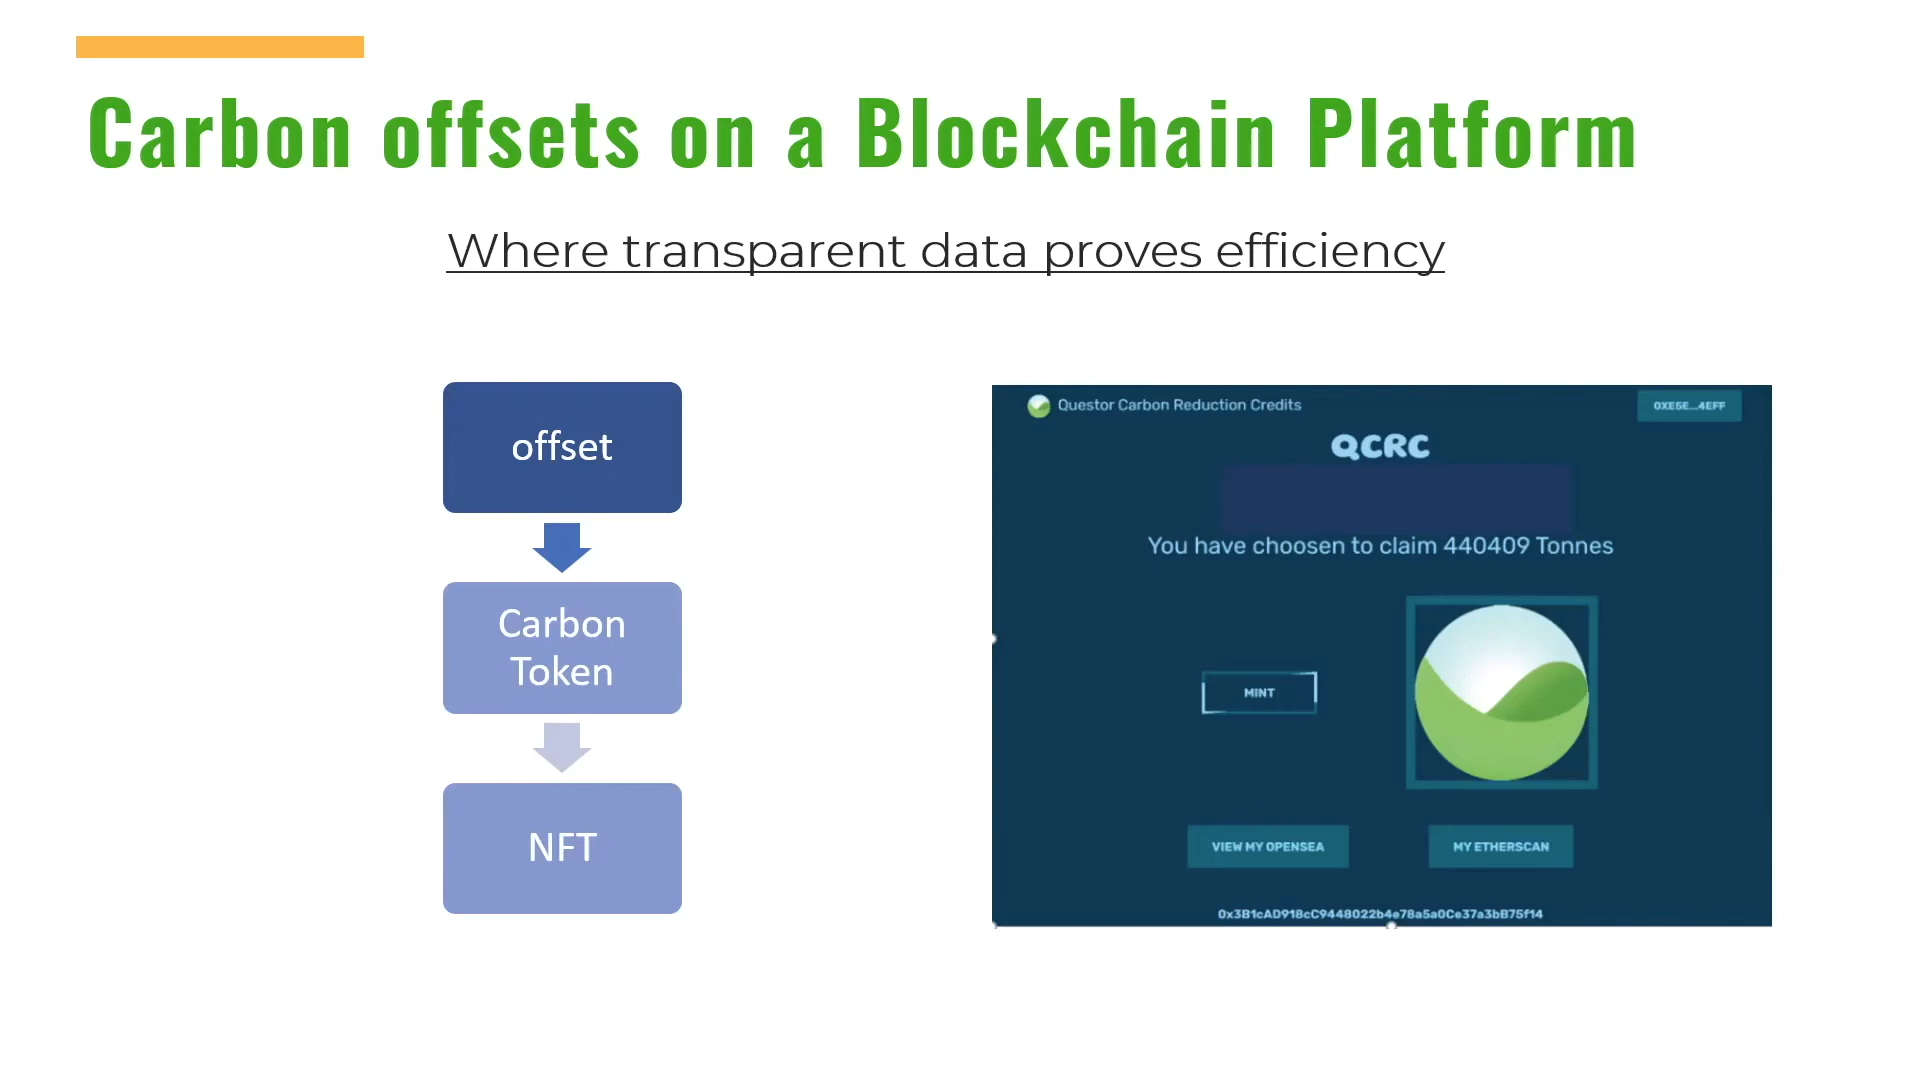 Carbon offsets on a Blockchain Platform
Where transparent data proves efficiency
offset
Carbon
Token
NFT
Questor Carbon Reduction Credits
0XE5E...4EFF
QCRC
You have choosen to claim 440409 Tonnes
MINT
VIEW MY OPENSEA
MY ETHERSCAN
0x3B1cAD918cC9448022b4e78a5a0Ce37a3bB75f14